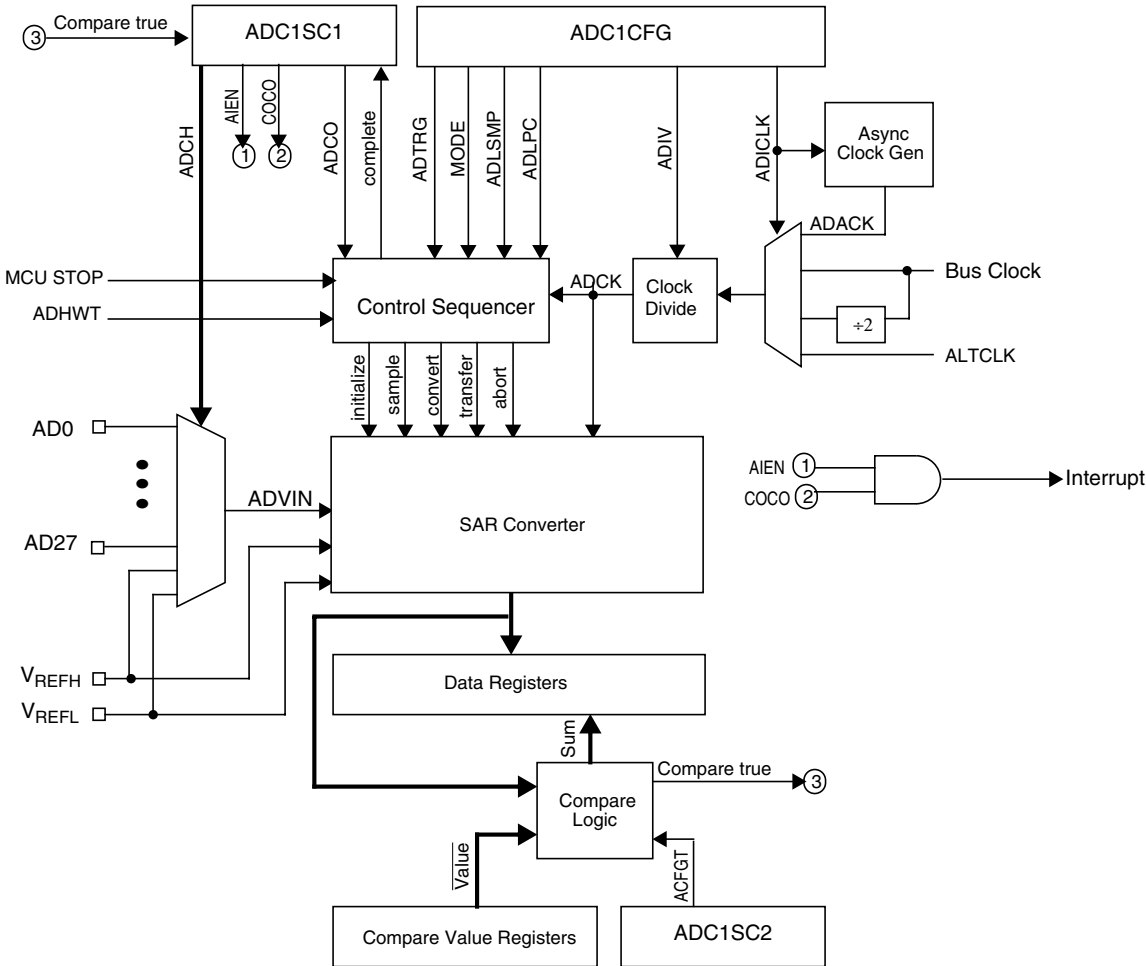 3 Compare true
ADC1SC1
ADC1CFG
ADCH
AIEN
COCO
1
2
ADCO
complete
ADTRG
MODE
ADLSMP
ADLPC
ADIV
ADICLK
Async
Clock Gen
ADACK
MCU STOP
ADHWT
Control Sequencer
ADCK
Clock
Divide
Bus Clock
÷2
ALTCLK
initialize
sample
convert
transfer
abort
AD0
AD27
ADVIN
SAR Converter
AIEN 1
COCO 2
Interrupt
VREFH
VREFL
Data Registers
Sum
Compare true
3
Compare
Logic
Value
ACFGT
Compare Value Registers
ADC1SC2